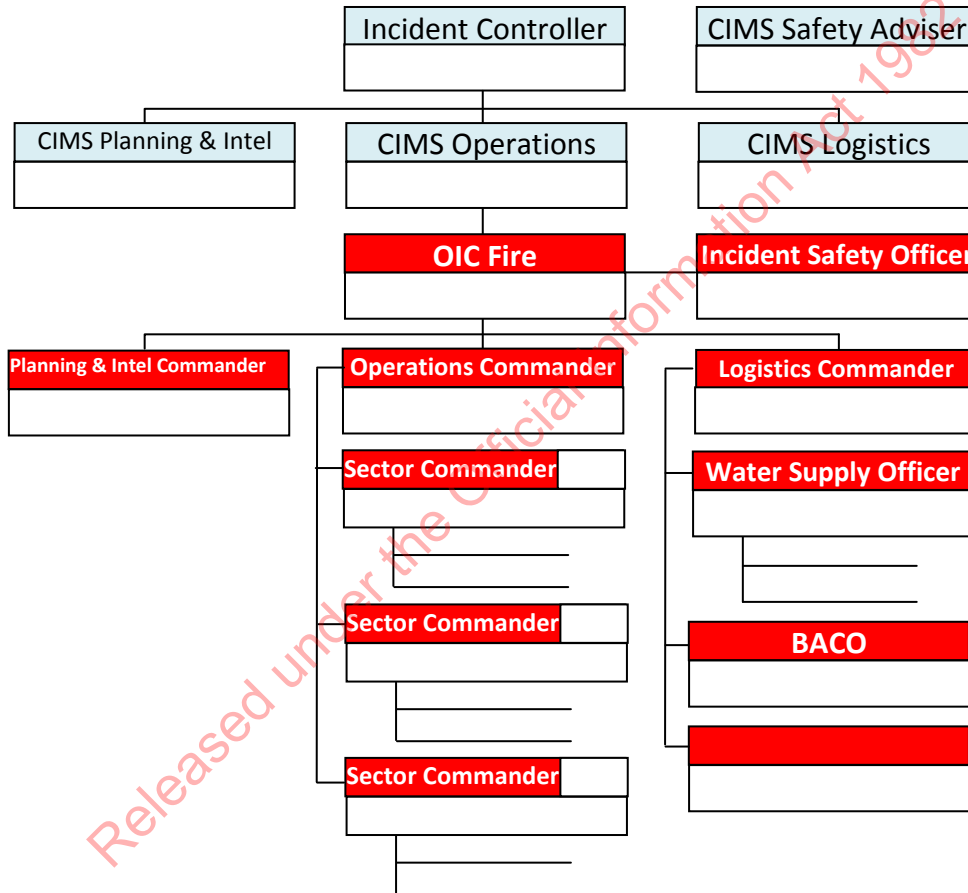 Incident Controller
CIMS Safety Adviser
CIMS Planning & Intel
CIMS Operations
CIMS Logistics
OIC Fire
Incident Safety Officer
Planning & Intel Commander
Operations Commander
Logistics Commander
Sector Commander
Water Supply Officer
Sector Commander
BACO
Sector Commander
Released under the Official Information Act 1982